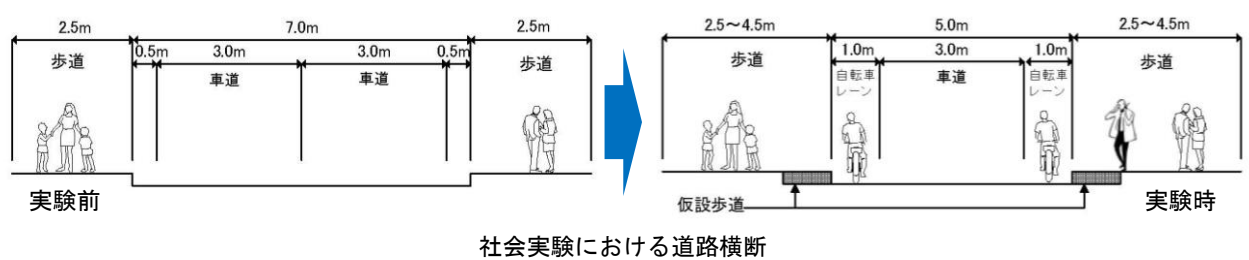 2.5m 7.0m 2.5m
0.5m 3.0m 3.0m 0.5m
歩道 車道 車道 歩道
実験前
2.5～4.5m 5.0m 2.5～4.5m
1.0m 3.0m 1.0m
歩道 自転車レーン 車道 自転車レーン 歩道
仮設歩道
実験時
社会実験における道路横断